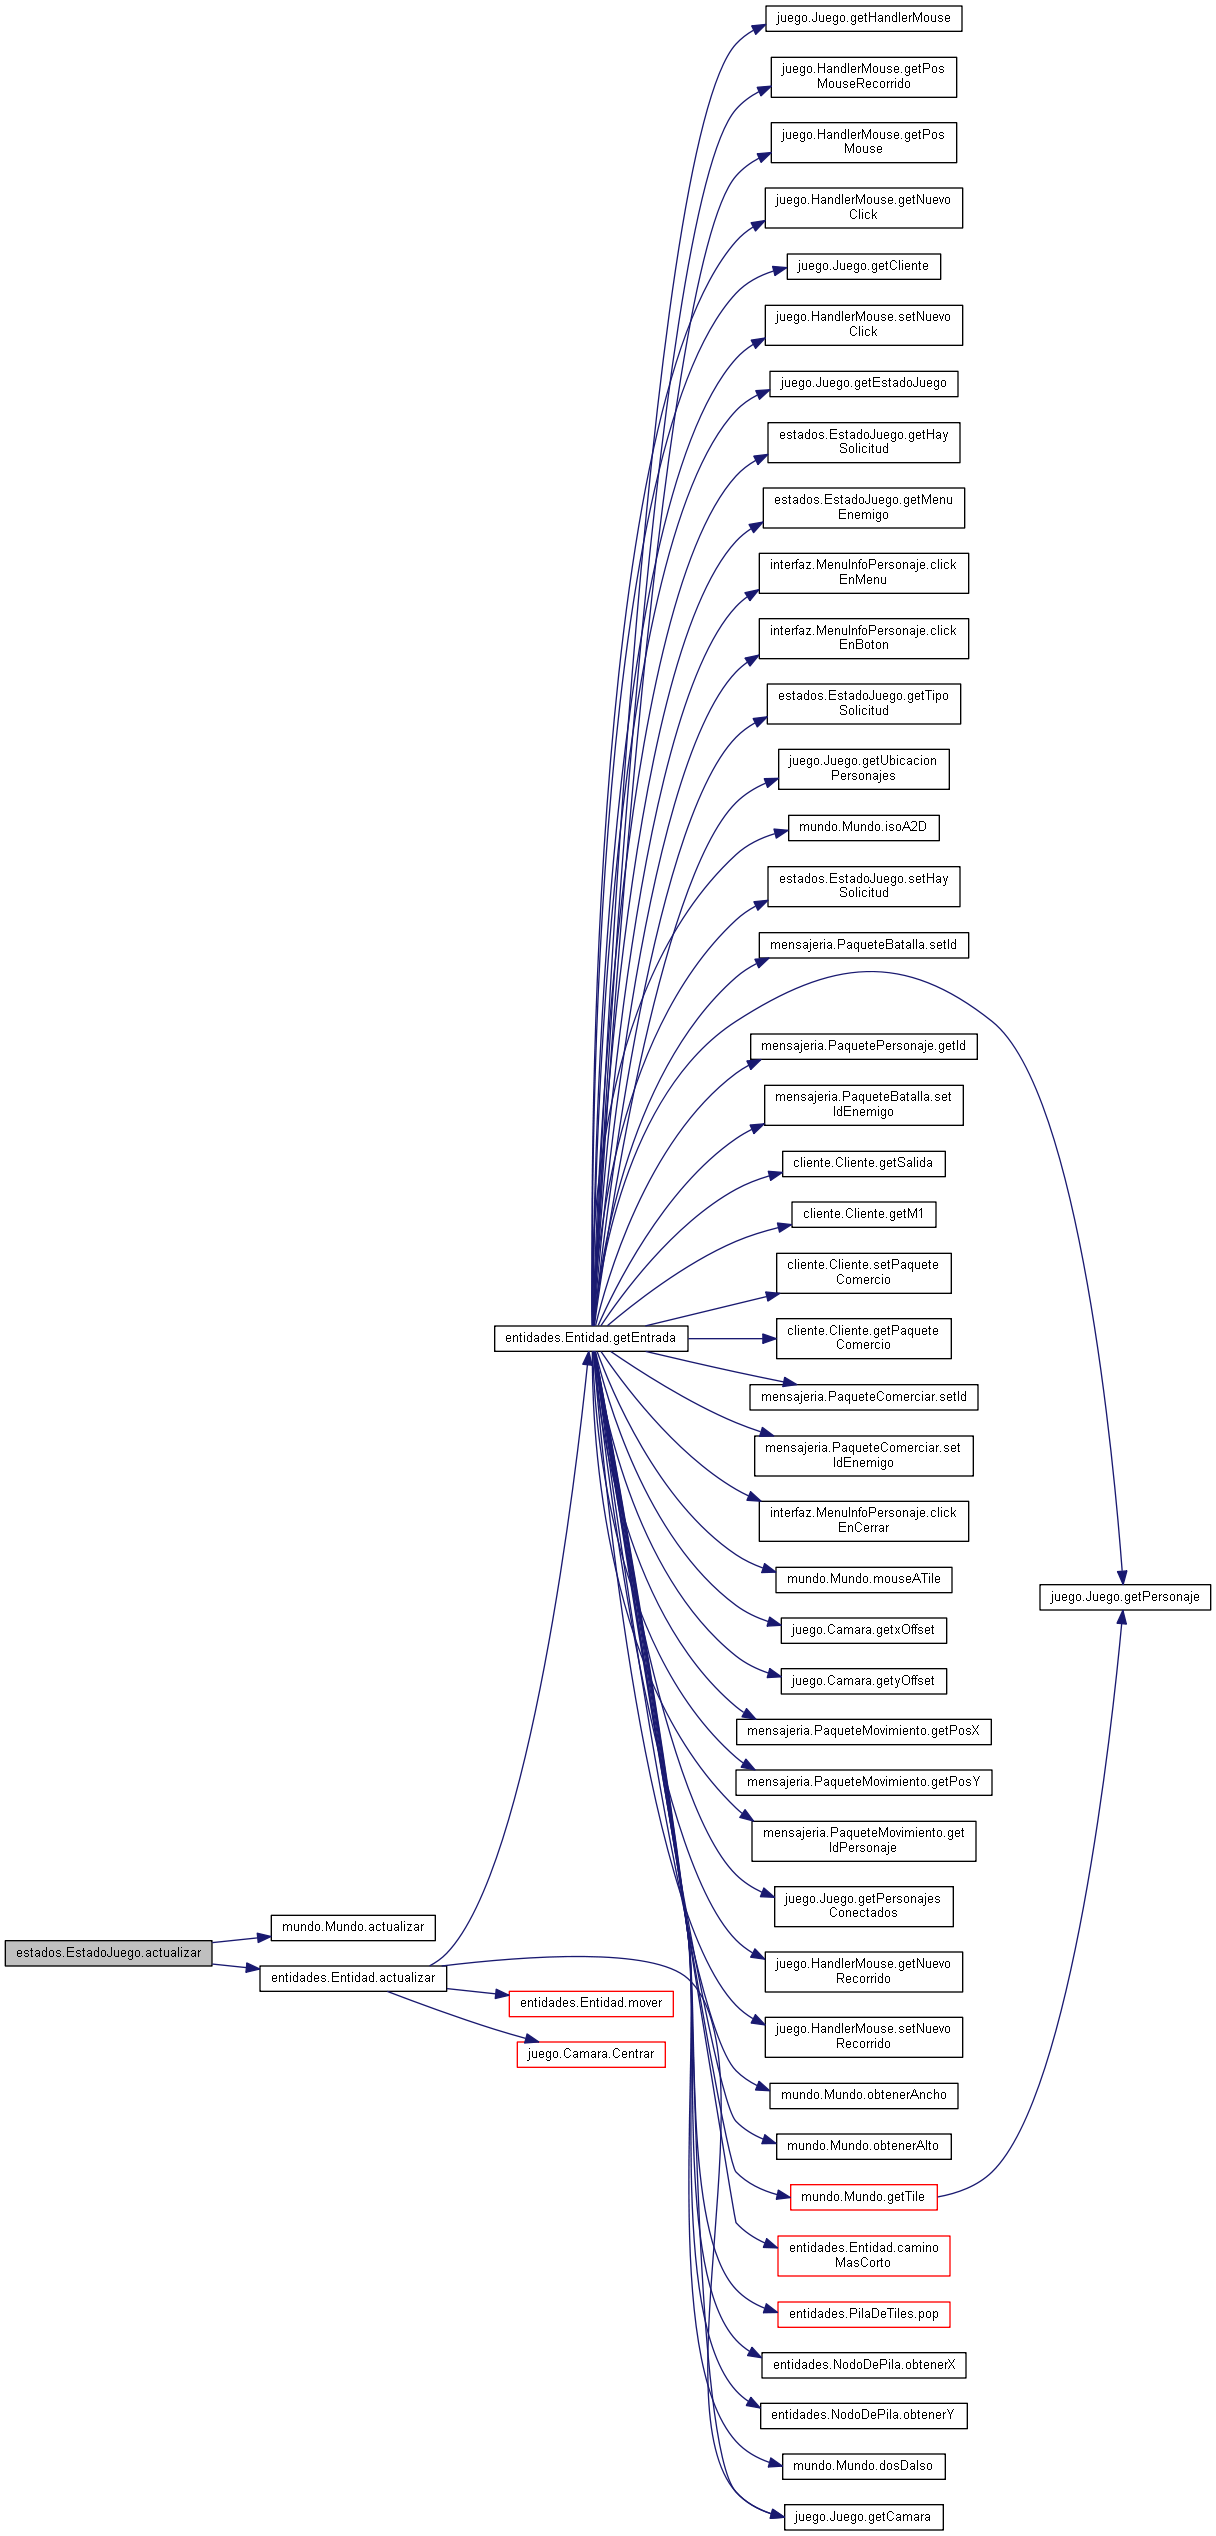 juego.Juego.getHandlerMouse
juego.HandlerMouse.getPos
MouseRecorrido
juego.HandlerMouse.getPos
Mouse
juego.HandlerMouse.getNuevo
Click
juego.Juego.getCliente
juego.HandlerMouse.setNuevo
Click
juego.Juego.getEstadoJuego
estados.EstadoJuego.getHay
Solicitud
estados.EstadoJuego.getMenu
Enemigo
interfaz.MenuInfoPersonaje.click
EnMenu
interfaz.MenuInfoPersonaje.click
EnBoton
estados.EstadoJuego.getTipo
Solicitud
juego.Juego.getUbicacion
Personajes
mundo.Mundo.isoA2D
estados.EstadoJuego.setHay
Solicitud
mensajeria.PaqueteBatalla.setId
mensajeria.PaquetePersonaje.getId
mensajeria.PaqueteBatalla.set
IdEnemigo
cliente.Cliente.getSalida
cliente.Cliente.getM1
cliente.Cliente.setPaquete
Comercio
entidades.Entidad.getEntrada
cliente.Cliente.getPaquete
Comercio
mensajeria.PaqueteComerciar.setId
mensajeria.PaqueteComerciar.set
IdEnemigo
interfaz.MenuInfoPersonaje.click
EnCerrar
mundo.Mundo.mouseATile
juego.Juego.getPersonaje
juego.Camara.getxOffset
juego.Camara.getyOffset
mensajeria.PaqueteMovimiento.getPosX
mensajeria.PaqueteMovimiento.getPosY
mensajeria.PaqueteMovimiento.get
IdPersonaje
juego.Juego.getPersonajes
Conectados
mundo.Mundo.actualizar
estados.EstadoJuego.actualizar
juego.HandlerMouse.getNuevo
Recorrido
entidades.Entidad.actualizar
entidades.Entidad.mover
juego.HandlerMouse.setNuevo
Recorrido
juego.Camara.Centrar
mundo.Mundo.obtenerAncho
mundo.Mundo.obtenerAlto
mundo.Mundo.getTile
entidades.Entidad.camino
MasCorto
entidades.PilaDeTiles.pop
entidades.NodoDePila.obtenerX
entidades.NodoDePila.obtenerY
mundo.Mundo.dosDaIso
juego.Juego.getCamara